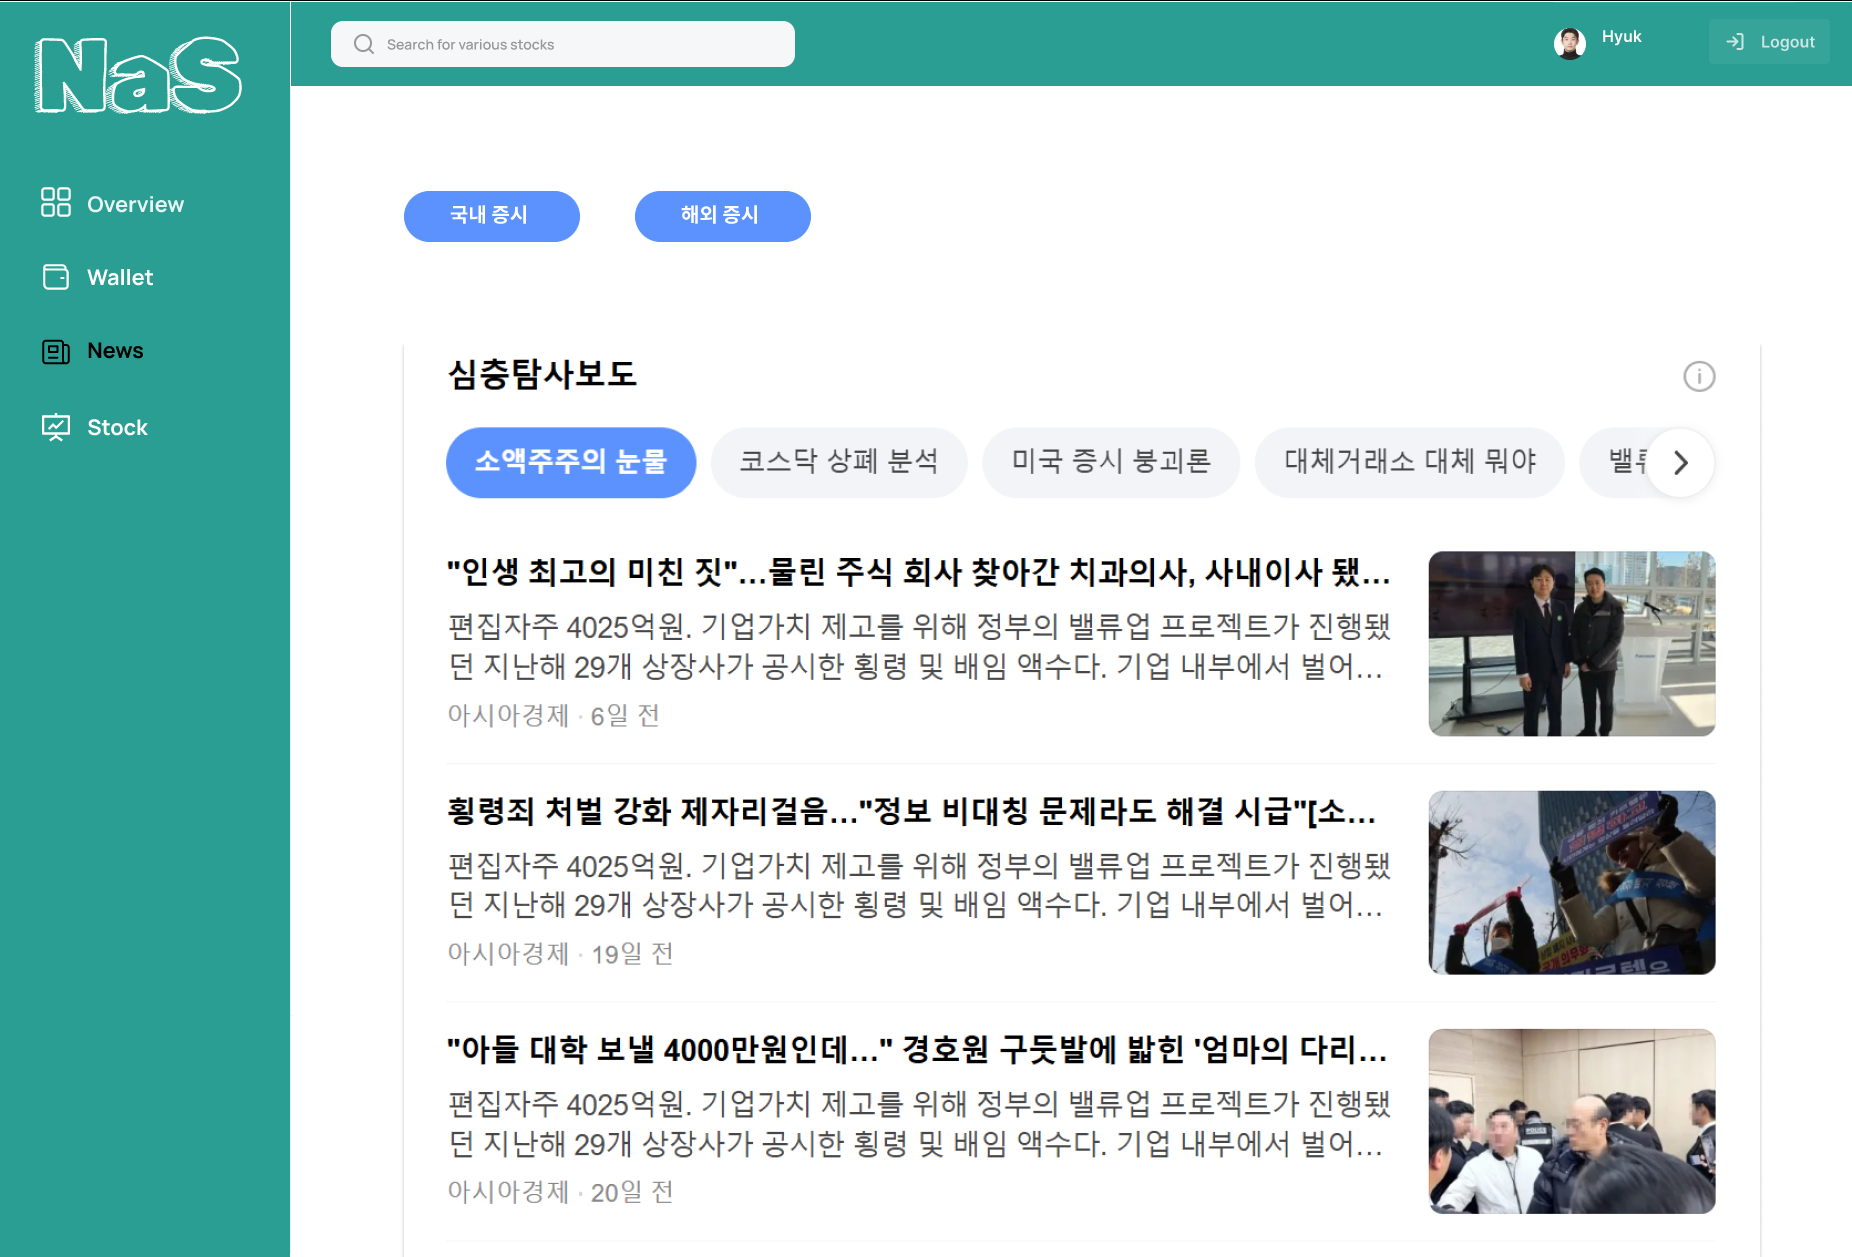 NaS
Search for various stocks
Hyuk
Logout
Overview
Wallet
News
Stock
국내 증시
해외 증시
심층탐사보도
소액주주의 눈물
코스닥 상폐 분석
미국 증시 붕괴론
대체거래소 대체 뭐야
"인생 최고의 미친 짓"...물린 주식 회사 찾아간 치과의사, 사내이사 됐...
편집자주 4025억원. 기업가치 제고를 위해 정부의 밸류업 프로젝트가 진행됐
던 지난해 29개 상장사가 공시한 횡령 및 배임 액수다. 기업 내부에서 벌어...
아시아경제 · 6일 전
횡령죄 처벌 강화 제자리걸음..."정보 비대칭 문제라도 해결 시급"[소...
편집자주 4025억원. 기업가치 제고를 위해 정부의 밸류업 프로젝트가 진행됐
던 지난해 29개 상장사가 공시한 횡령 및 배임 액수다. 기업 내부에서 벌어...
아시아경제 · 19일 전
"아들 대학 보낼 4000만원인데..." 경호원 구둣발에 밟힌 '엄마의 다리...
편집자주 4025억원. 기업가치 제고를 위해 정부의 밸류업 프로젝트가 진행됐
던 지난해 29개 상장사가 공시한 횡령 및 배임 액수다. 기업 내부에서 벌어...
아시아경제 · 20일 전